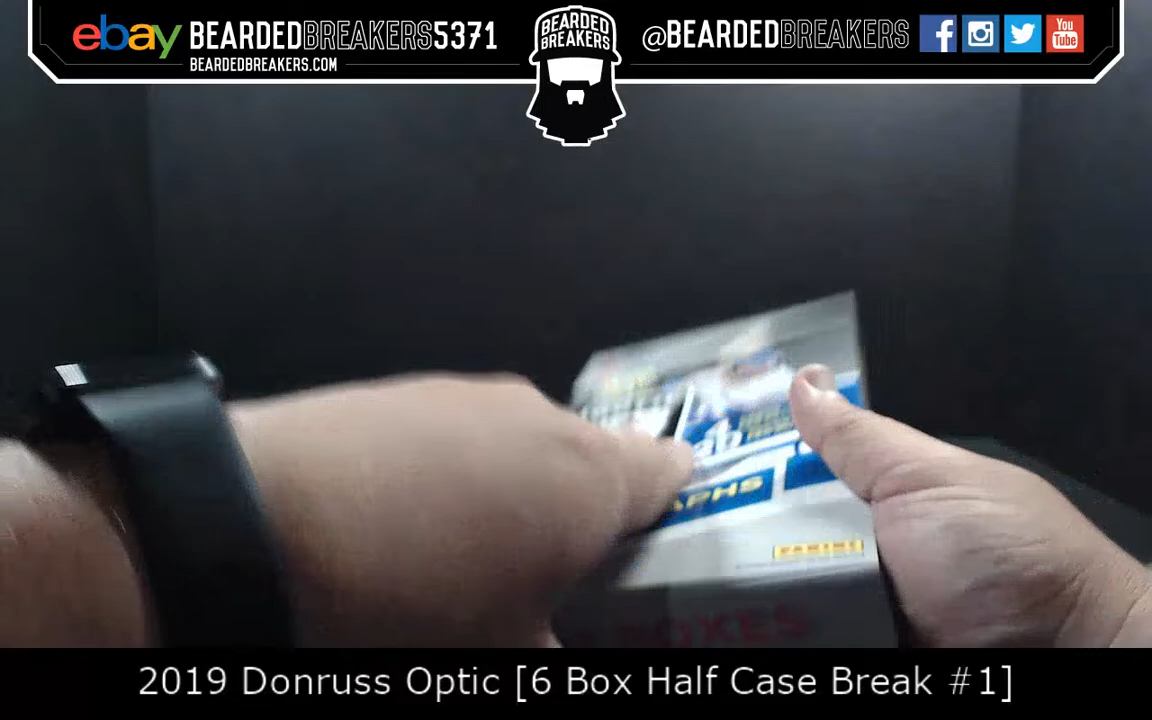 ebay BEARDEDBREAKERS5371
BEARDEDBREAKERS.COM
BEARDED
BREAKERS
@BEARDEDBREAKERS
You
Tube
PANINI
BOXES
2019 Donruss Optic [6 Box Half Case Break #1]